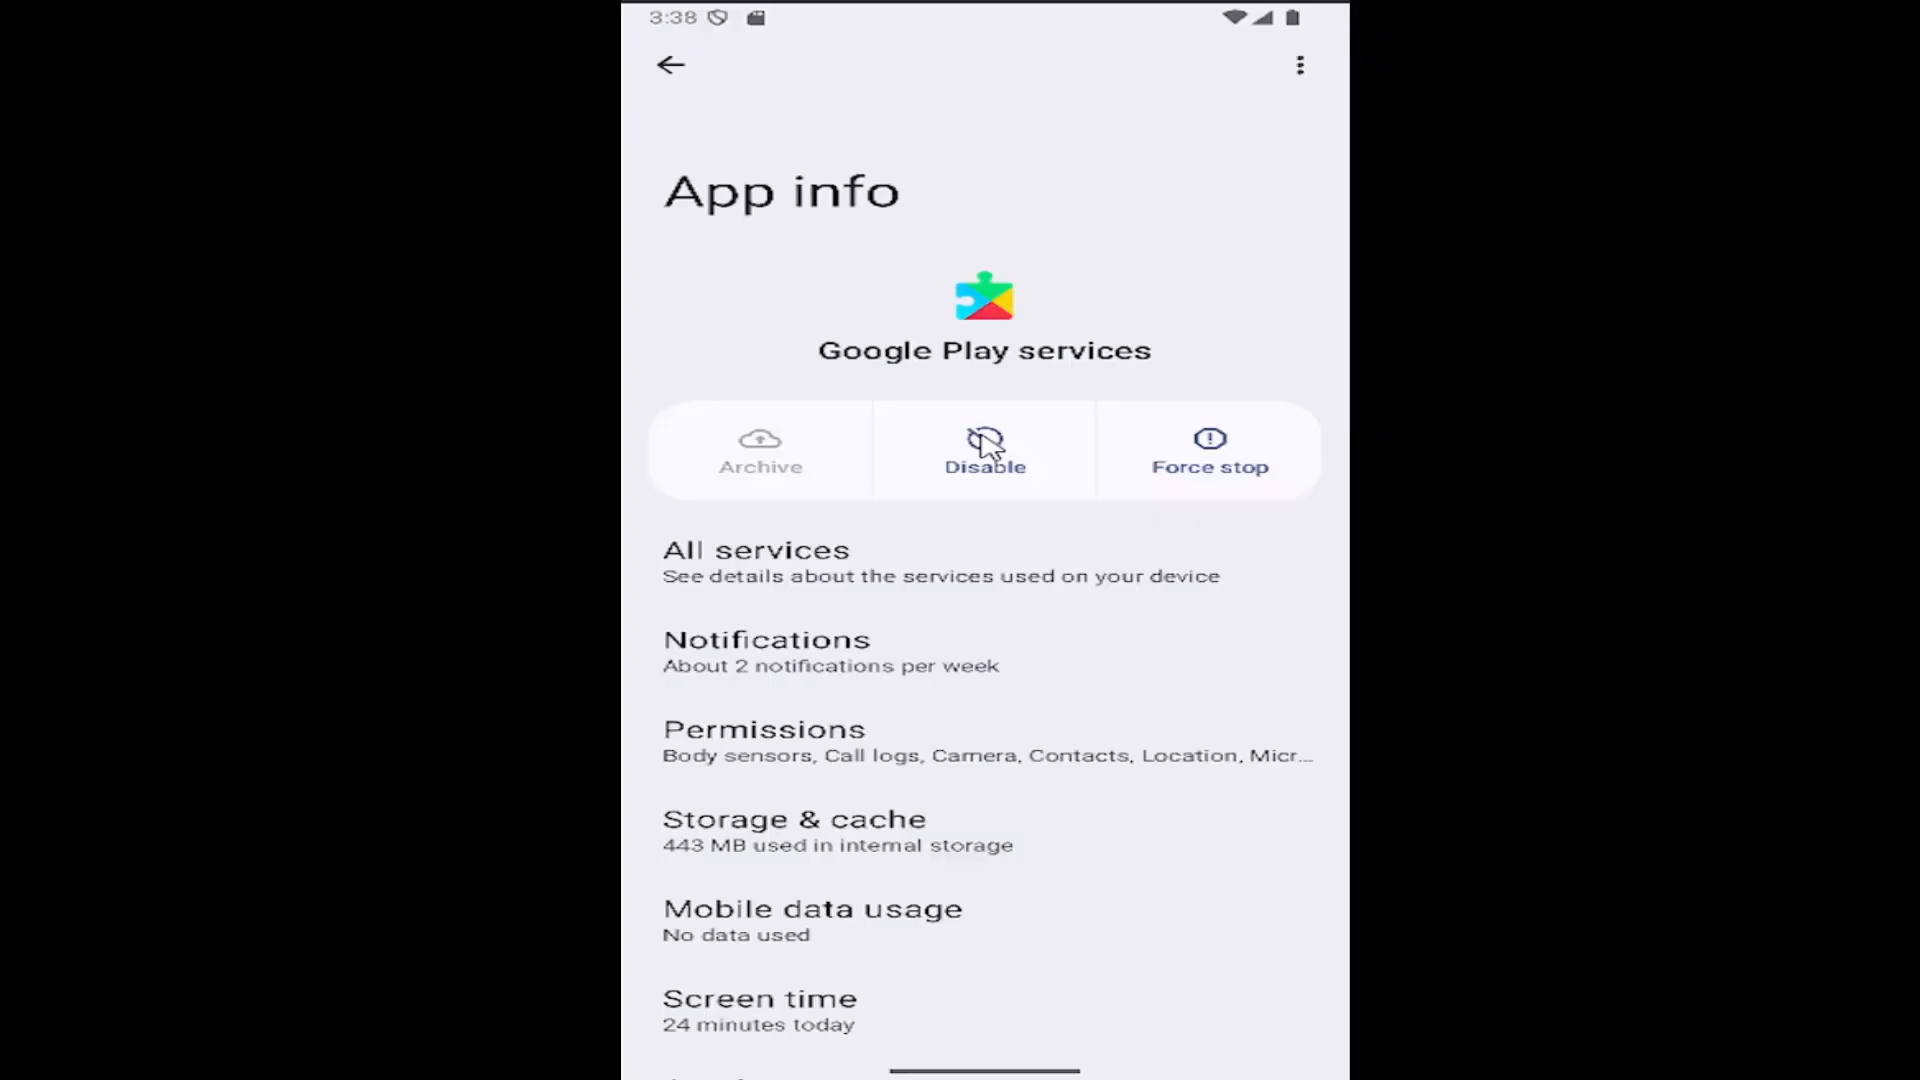 3:38
App info
Google Play services
Archive
Disable
Force stop
All services
See details about the services used on your device
Notifications
About 2 notifications per week
Permissions
Body sensors, Call logs, Camera, Contacts, Location, Micr...
Storage & cache
443 MB used in internal storage
Mobile data usage
No data used
Screen time
24 minutes today